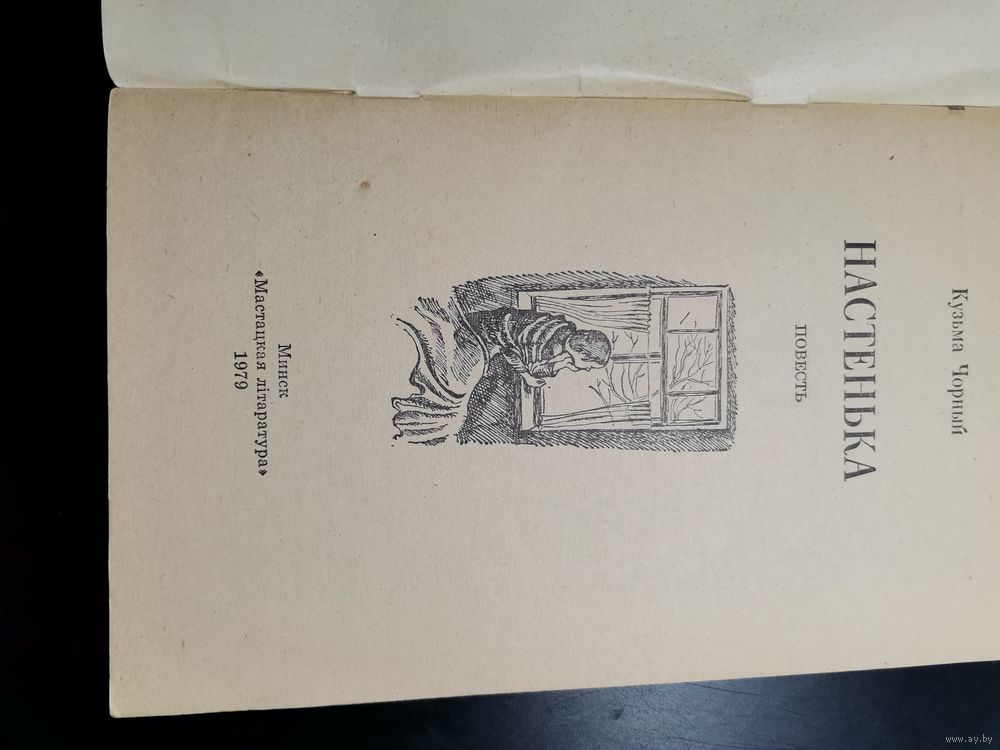 Кузьма Чорный
НАСТЕНЬКА
ПОВЕСТЬ
Минск
«Мастацкая літаратура»
1979
www.ay.by